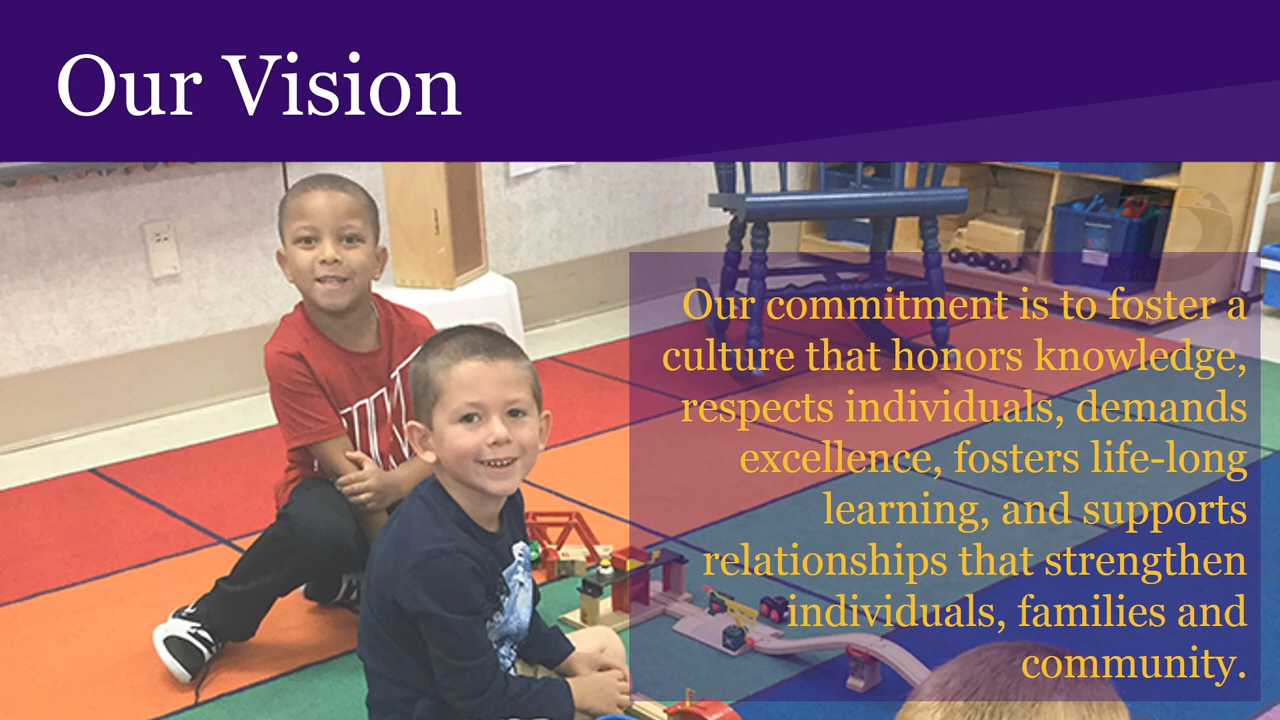 Our Vision
Our commitment is to foster a
culture that honors knowledge,
respects individuals, demands
excellence, fosters life-long
learning, and supports
relationships that strengthen
individuals, families and
community.